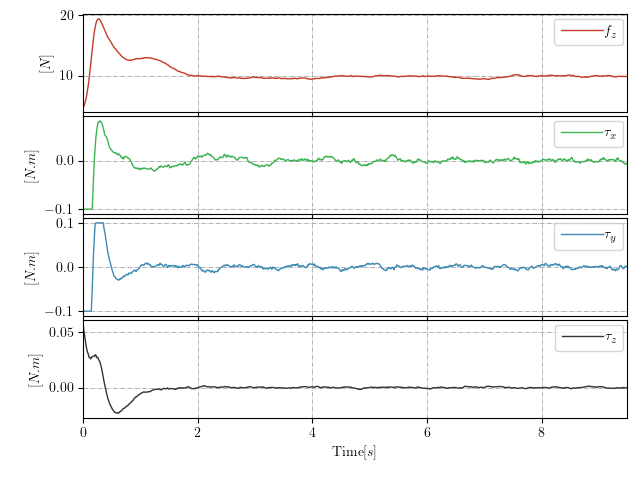 20
10
[N]
f_z
0.0
−0.1
[N.m]
τ_x
0.1
0.0
−0.1
[N.m]
τ_y
0.05
0.00
[N.m]
τ_z
0 2 4 6 8
Time[s]